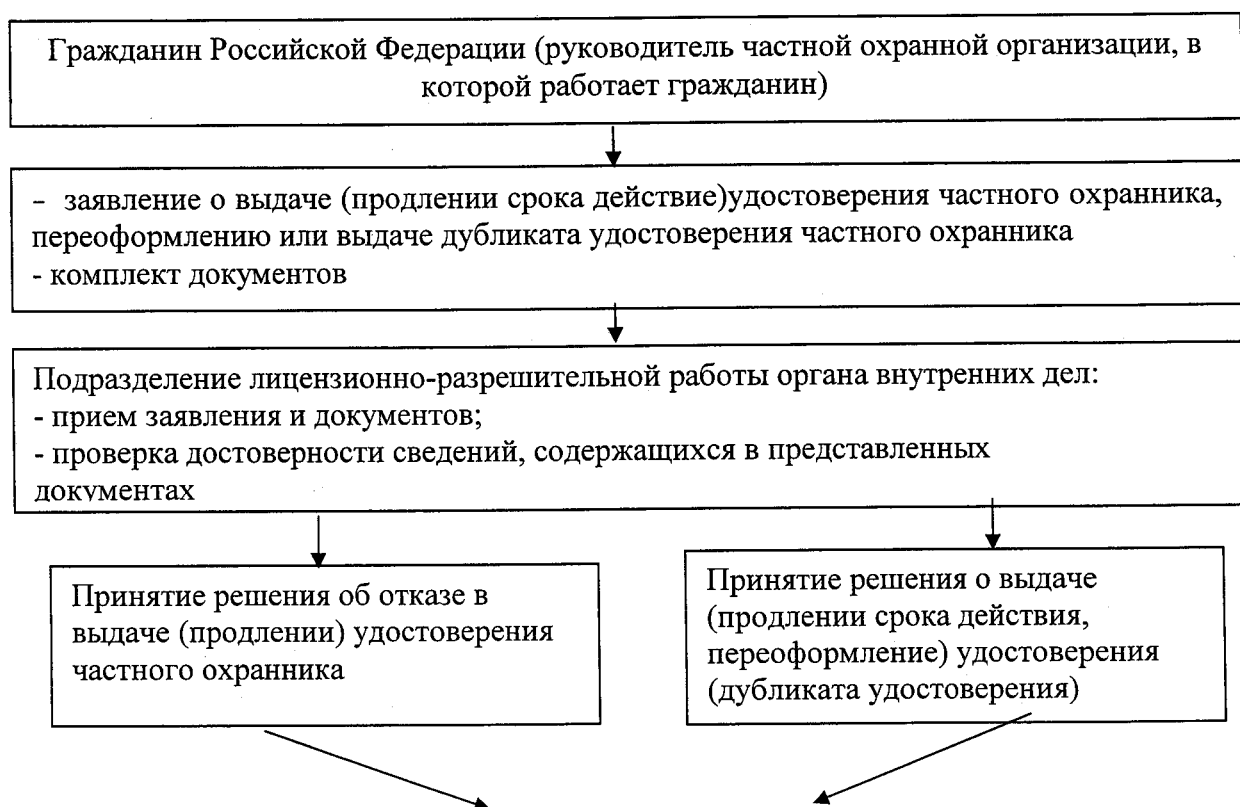 Гражданин Российской Федерации (руководитель частной охранной организации, в
которой работает гражданин)
- заявление о выдаче (продлении срока действие)удостоверения частного охранника,
переоформлению или выдаче дубликата удостоверения частного охранника
- комплект документов
Подразделение лицензионно-разрешительной работы органа внутренних дел:
- прием заявления и документов;
- проверка достоверности сведений, содержащихся в представленных
документах
Принятие решения об отказе в
выдаче (продлении) удостоверения
частного охранника
Принятие решения о выдаче
(продлении срока действия,
переоформление) удостоверения
(дубликата удостоверения)